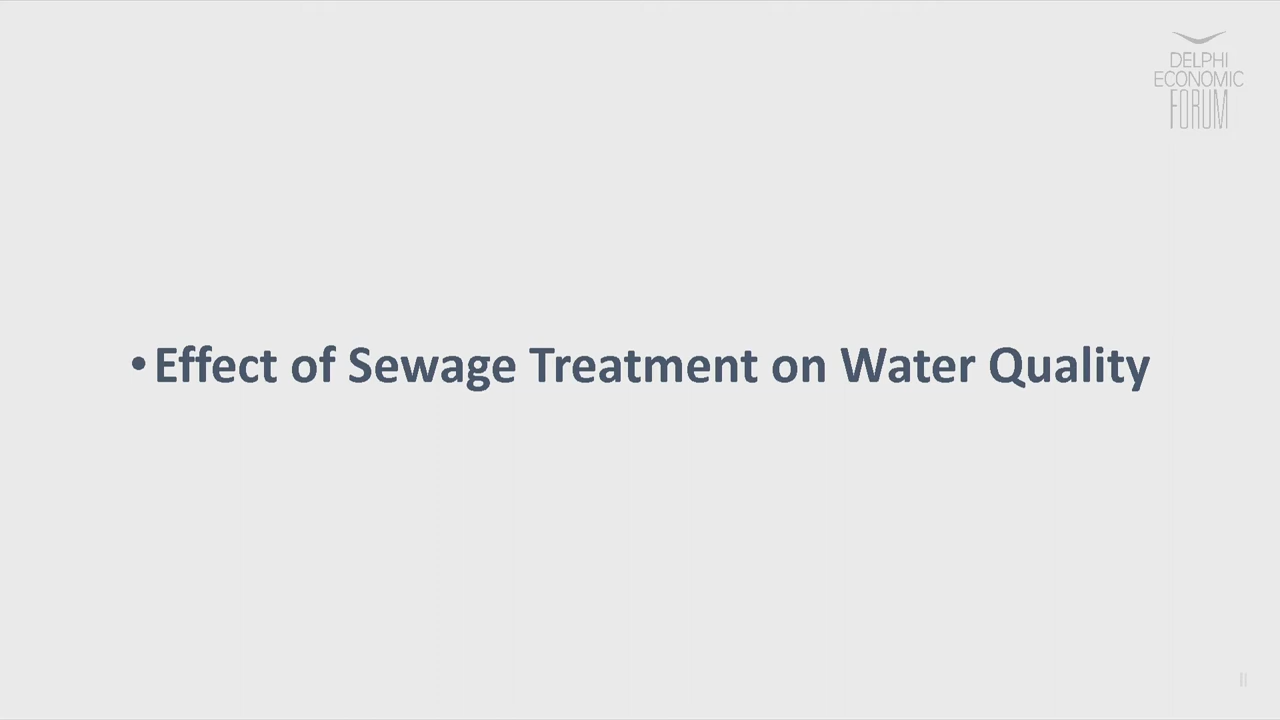 DELPHI
ECONOMIC
FORUM
•Effect of Sewage Treatment on Water Quality